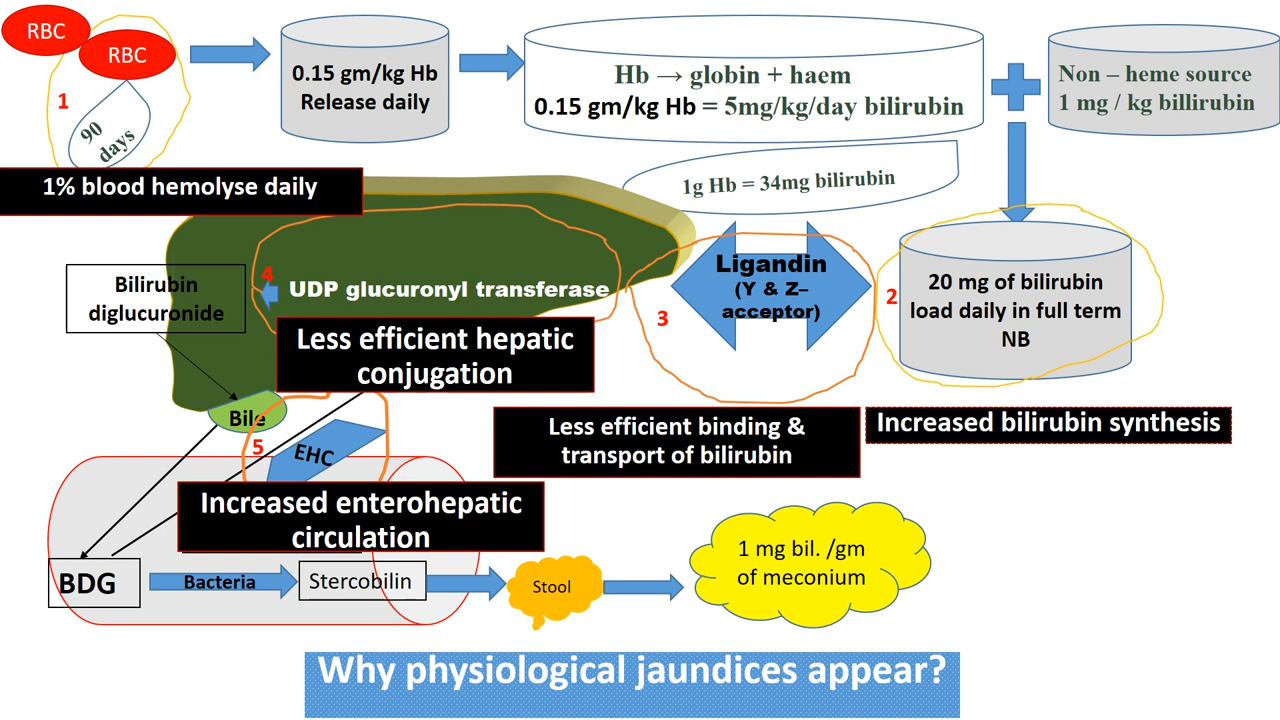 RBC
RBC
1
90
days
0.15 gm/kg Hb
Release daily
Hb → globin + haem
0.15 gm/kg Hb = 5mg/kg/day bilirubin
Non – heme source
1 mg / kg billirubin
1% blood hemolyse daily
1g Hb = 34mg bilirubin
4
UDP glucuronyl transferase
Bilirubin
diglucuronide
Ligandin
(Y & Z–
acceptor)
3
2
20 mg of bilirubin
load daily in full term
NB
Less efficient hepatic
conjugation
Bile
5
EHC
Less efficient binding &
transport of bilirubin
Increased bilirubin synthesis
Increased enterohepatic
circulation
BDG
Bacteria
Stercobilin
Stool
1 mg bil. /gm
of meconium
Why physiological jaundices appear?